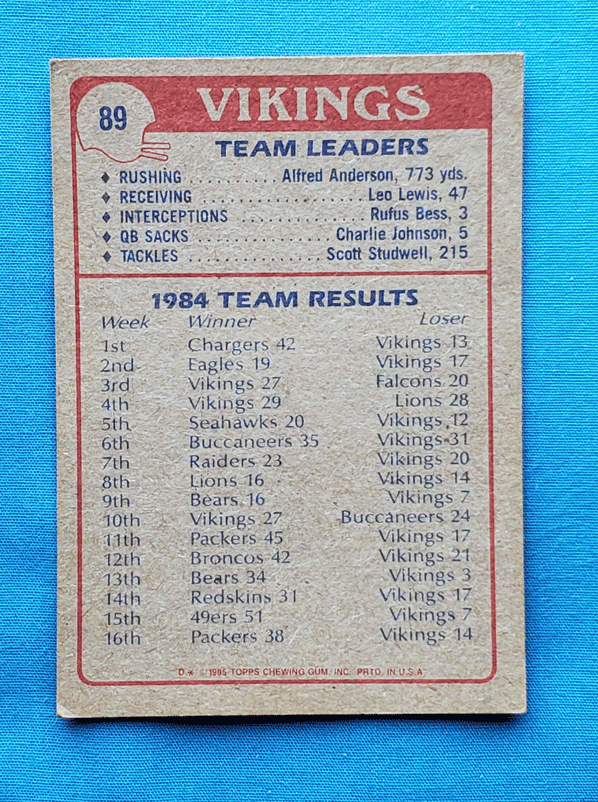 89 VIKINGS
TEAM LEADERS
♦ RUSHING .......... Alfred Anderson, 773 yds.
♦ RECEIVING .................... Leo Lewis, 47
♦ INTERCEPTIONS ................ Rufus Bess, 3
♦ QB SACKS ................ Charlie Johnson, 5
♦ TACKLES ................ Scott Studwell, 215
1984 TEAM RESULTS
Week Winner Loser
1st Chargers 42 Vikings 13
2nd Eagles 19 Vikings 17
3rd Vikings 27 Falcons 20
4th Vikings 29 Lions 28
5th Seahawks 20 Vikings 12
6th Buccaneers 35 Vikings 31
7th Raiders 23 Vikings 20
8th Lions 16 Vikings 14
9th Bears 16 Vikings 7
10th Vikings 27 Buccaneers 24
11th Packers 45 Vikings 17
12th Broncos 42 Vikings 21
13th Bears 34 Vikings 3
14th Redskins 31 Vikings 17
15th 49ers 51 Vikings 7
16th Packers 38 Vikings 14
D* © 1985 TOPPS CHEWING GUM, INC. PRTD. IN U.S.A.